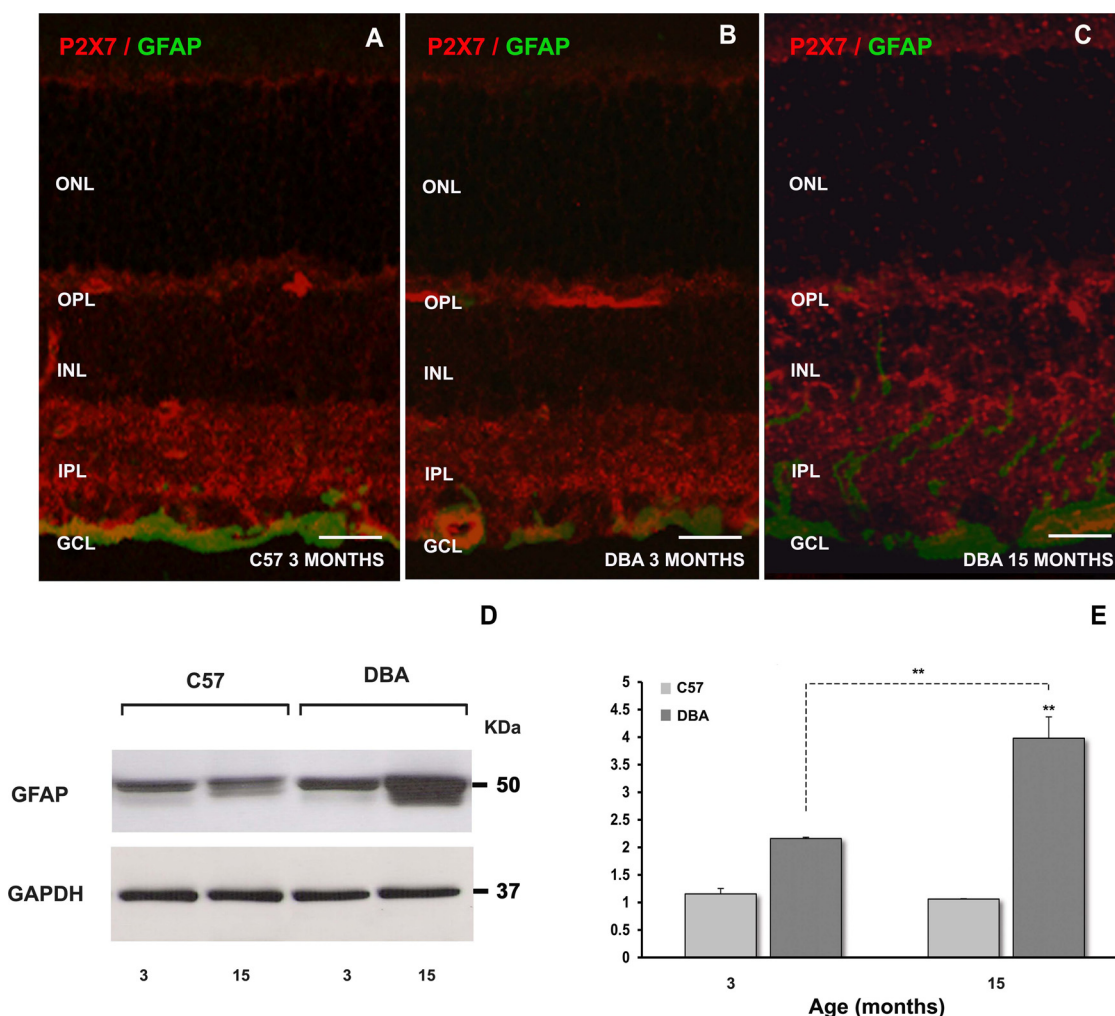 P2X7 / GFAP
A
ONL
OPL
INL
IPL
GCL
C57 3 MONTHS
P2X7 / GFAP
B
ONL
OPL
INL
IPL
GCL
DBA 3 MONTHS
P2X7 / GFAP
C
ONL
OPL
INL
IPL
GCL
DBA 15 MONTHS
D
C57
DBA
KDa
GFAP
50
GAPDH
37
3
15
3
15
E
C57
DBA
**
**
5
4.5
4
3.5
3
2.5
2
1.5
1
0.5
0
3
15
Age (months)